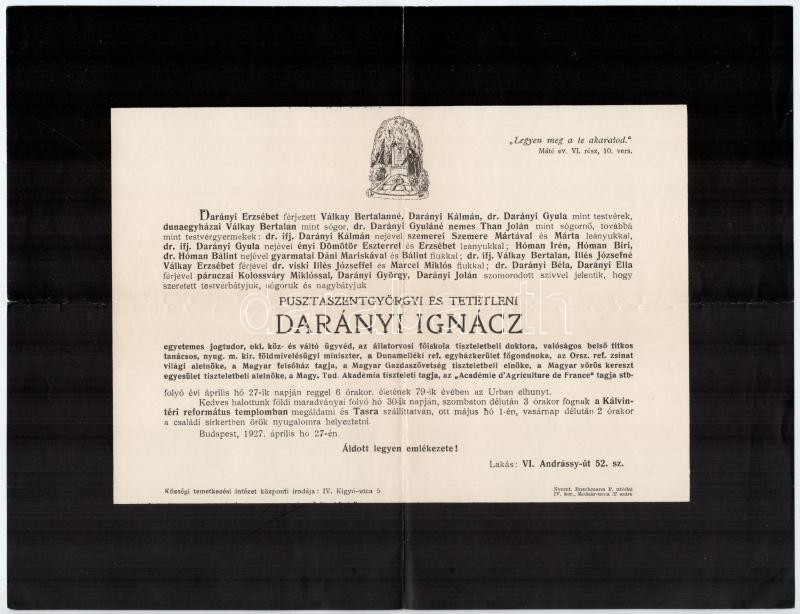 „Legyen meg a te akaratod.“
Máté ev. VI. rész, 10. vers.
Darányi Erzsébet férjezett Válkay Bertalanné, Darányi Kálmán, dr. Darányi Gyula mint testvérek,
dunaegyházai Válkay Bertalan mint sógor, dr. Darányi Gyuláné nemes Than Jolán mint sógornő, továbbá
mint testvérgyermekek: dr. ifj. Darányi Kálmán nejével szemerei Szemere Mártával és Márta leányukkal,
dr. ifj. Darányi Gyula nejével ényi Dömötör Eszterrel és Erzsébet leányukkal; Hóman Irén, Hóman Biri,
dr. Hóman Bálint nejével gyarmatai Dáni Mariskával és Bálint fiukkal; dr. ifj. Válkay Bertalan, Illés Józsefné
Válkay Erzsébet férjével dr. viski Illés Józseffel és Marcel Miklós fiukkal; dr. Darányi Béla, Darányi Ella
férjével páruczai Kolossváry Miklóssal, Darányi György, Darányi Jolán szomorodott szívvel jelentik, hogy
szeretett testvérbátyjuk, sógoruk és nagybátyjuk
PUSZTASZENTGYÖRGYI ÉS TETÉTLENI
DARÁNYI IGNÁCZ
egyetemes jogtudor, okl. köz- és váltó ügyvéd, az állatorvosi főiskola tiszteletbeli doktora, valóságos belső titkos
tanácsos, nyug. m. kir. földmívelésügyi miniszter, a Dunamelléki ref. egyházkerület főgondnoka, az Orsz. ref. zsinat
világi alelnöke, a Magyar felsőház tagja, a Magyar Gazdaszövetség tiszteletbeli elnöke, a Magyar vörös kereszt
egyesület tiszteletbeli alelnöke, a Magy. Tud. Akadémia tiszteleti tagja, az „Académie d'Agriculture de France“ tagja stb.
folyó évi április hó 27-ik napján reggel 6 órakor, életének 79-ik évében az Urban elhunyt.
Kedves halottunk földi maradványai folyó hó 30-ik napján, szombaton délután 3 órakor fognak a Kálvin-
téri református templomban megáldatni és Tasra szállíttatván, ott május hó 1-én, vasárnap délután 2 órakor
a családi sirkertben örök nyugalomra helyeztetni.
Budapest, 1927. április hó 27-én.
Áldott legyen emlékezete!
Lakás: VI. Andrássy-út 52. sz.
Községi temetkezési intézet központi irodája: IV. Kigyó-utca 5
Nyomt. Buschmann F. utódai
IV. ker., Molnár-utca 37 szám
darabanth